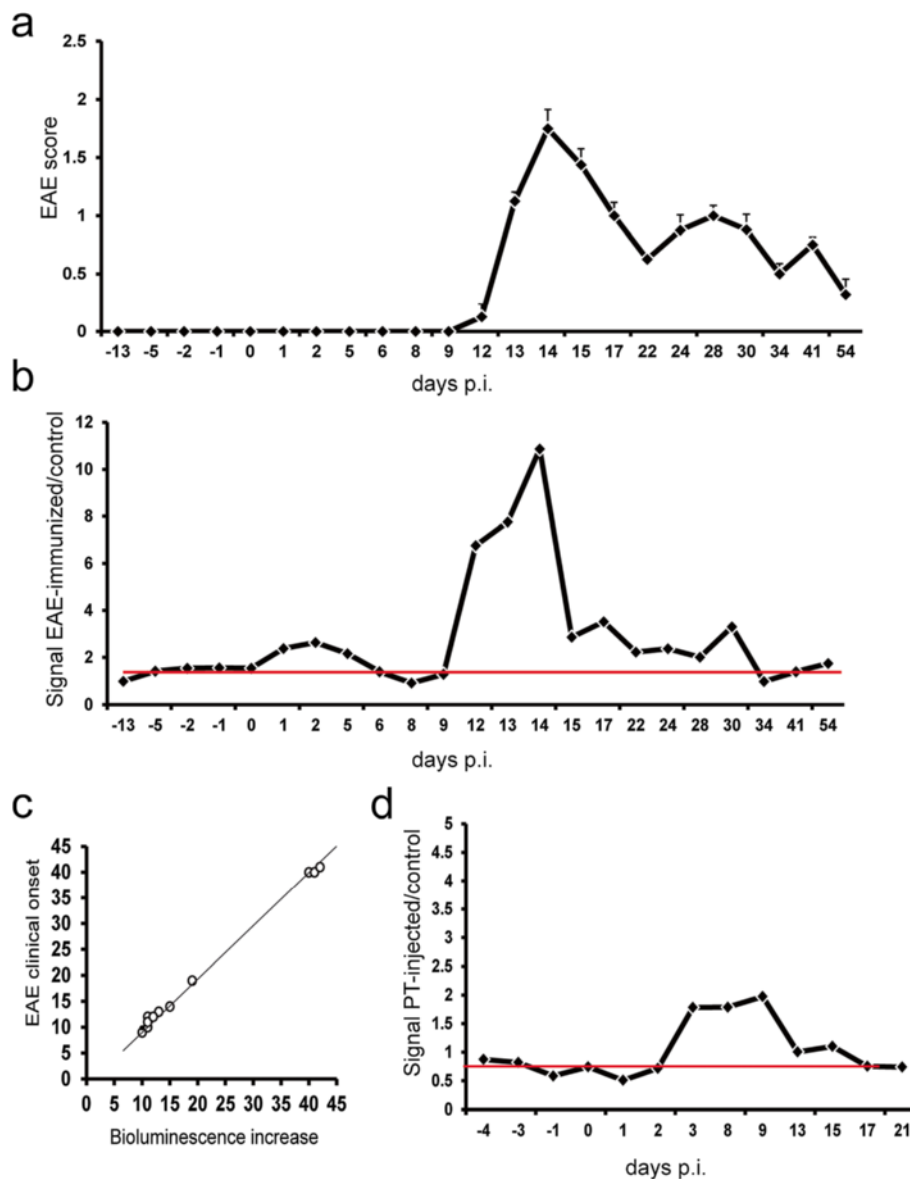 a
2.5
2
1.5
1
0.5
0
EAE score
-13 -5 -2 -1 0 1 2 5 6 8 9 12 13 14 15 17 22 24 28 30 34 41 54
days p.i.
b
12
10
8
6
4
2
0
Signal EAE-immunized/control
-13 -5 -2 -1 0 1 2 5 6 8 9 12 13 14 15 17 22 24 28 30 34 41 54
days p.i.
c
45
40
35
30
25
20
15
10
5
0
EAE clinical onset
0 5 10 15 20 25 30 35 40 45
Bioluminescence increase
d
5
4.5
4
3.5
3
2.5
2
1.5
1
0.5
0
Signal PT-injected/control
-4 -3 -1 0 1 2 3 8 9 13 15 17 21
days p.i.